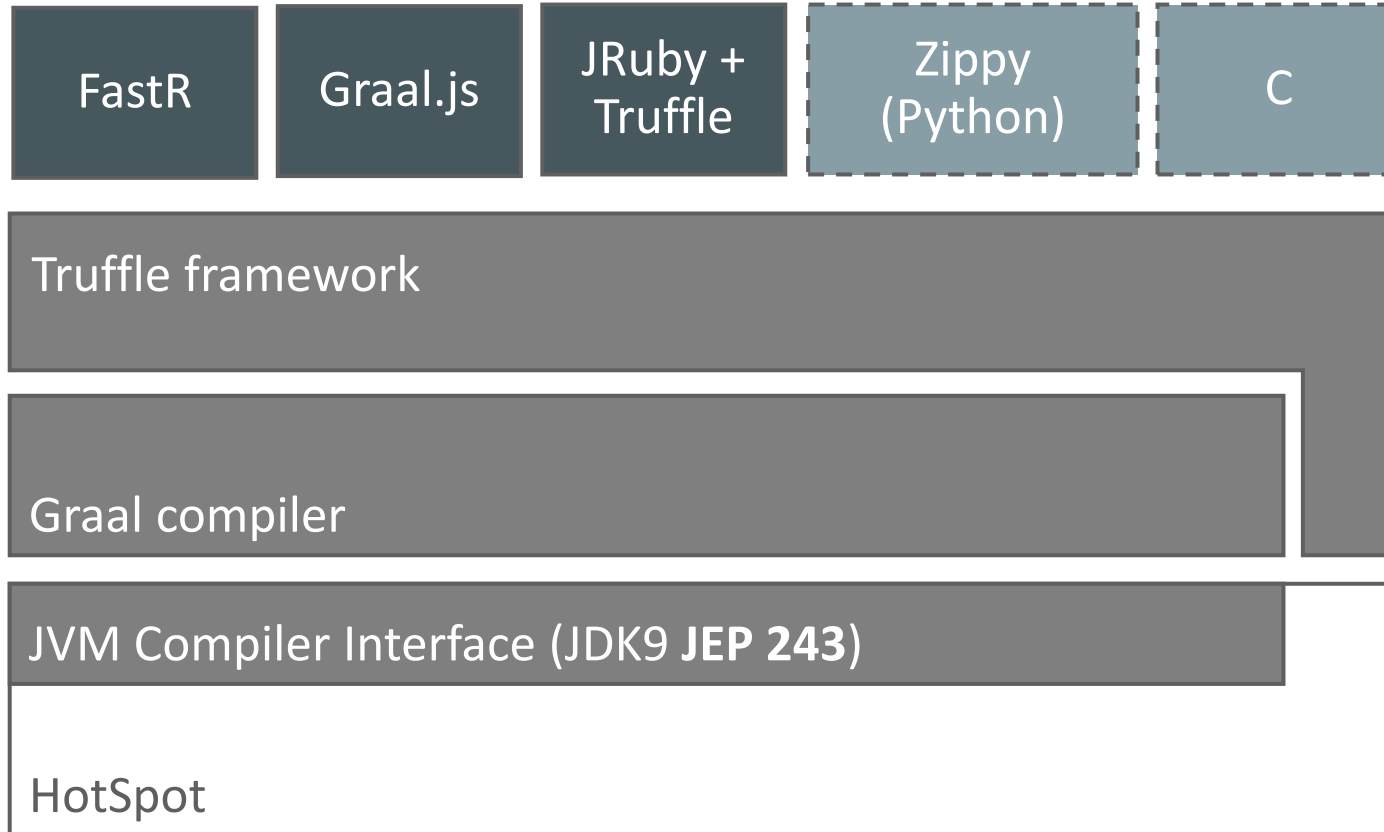 FastR
Graal.js
JRuby +
Truffle
Zippy
(Python)
C
Truffle framework
Graal compiler
JVM Compiler Interface (JDK9 JEP 243)
HotSpot